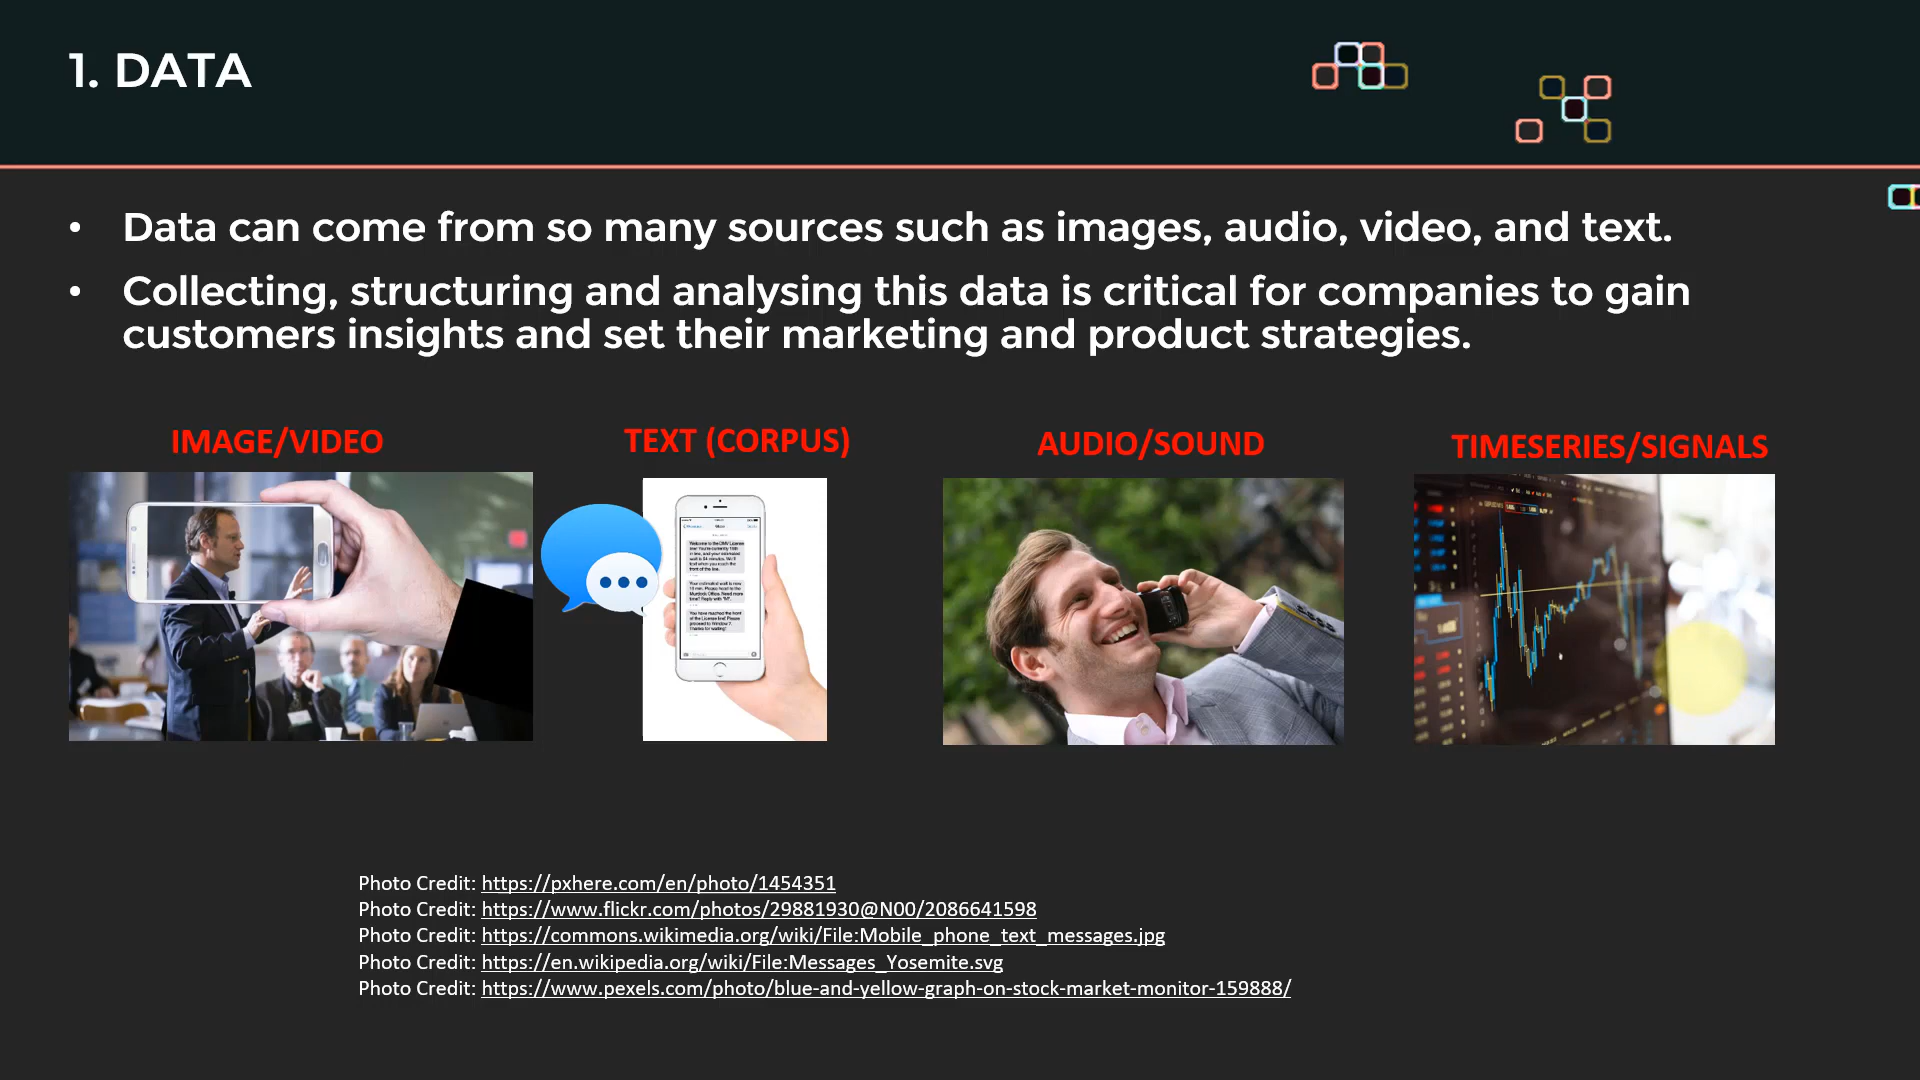 1. DATA
• Data can come from so many sources such as images, audio, video, and text.
• Collecting, structuring and analysing this data is critical for companies to gain
customers insights and set their marketing and product strategies.
IMAGE/VIDEO
TEXT (CORPUS)
AUDIO/SOUND
TIMESERIES/SIGNALS
Photo Credit: https://pxhere.com/en/photo/1454351
Photo Credit: https://www.flickr.com/photos/29881930@N00/2086641598
Photo Credit: https://commons.wikimedia.org/wiki/File:Mobile_phone_text_messages.jpg
Photo Credit: https://en.wikipedia.org/wiki/File:Messages_Yosemite.svg
Photo Credit: https://www.pexels.com/photo/blue-and-yellow-graph-on-stock-market-monitor-159888/